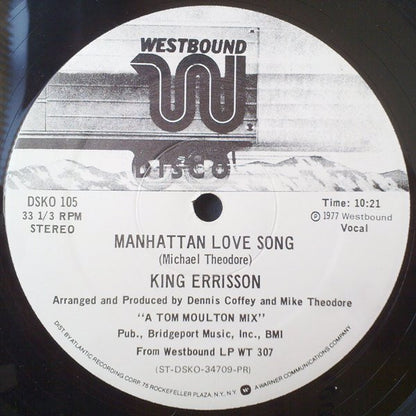 WESTBOUND
DISCO
DSKO 105
33 1/3 RPM
STEREO
Time: 10:21
Ⓟ 1977 Westbound
Vocal
MANHATTAN LOVE SONG
(Michael Theodore)
KING ERRISSON
Arranged and Produced by Dennis Coffey and Mike Theodore
"A TOM MOULTON MIX"
Pub., Bridgeport Music, Inc., BMI
From Westbound LP WT 307
(ST-DSKO-34709-PR)
DIST. BY ATLANTIC RECORDING CORP. 75 ROCKEFELLER PLAZA, N.Y., N.Y. A WARNER COMMUNICATIONS COMPANY